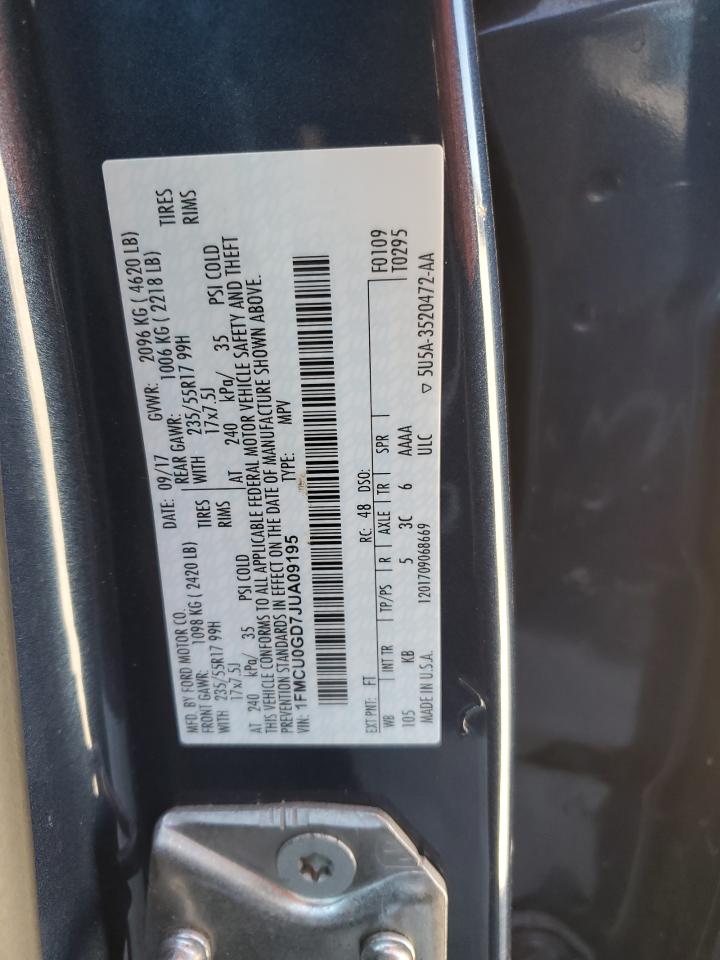 MFD. BY FORD MOTOR CO. DATE: 09/17 GVWR: 2096 KG ( 4620 LB)
FRONT GAWR: 1098 KG ( 2420 LB) REAR GAWR: 1006 KG ( 2218 LB)
WITH 235/55R17 99H TIRES WITH 235/55R17 99H TIRES
17x7.5J RIMS 17x7.5J RIMS
AT 240 kPa/ 35 PSI COLD AT 240 kPa/ 35 PSI COLD
THIS VEHICLE CONFORMS TO ALL APPLICABLE FEDERAL MOTOR VEHICLE SAFETY AND THEFT
PREVENTION STANDARDS IN EFFECT ON THE DATE OF MANUFACTURE SHOWN ABOVE.
VIN: 1FMCU0GD7JUA09195 TYPE: MPV
EXT PNT: FT RC: 48 DSO: F0109
WB INT TR TP/PS R AXLE TR SPR T0295
105 KB 5 3C 6 AAAA
MADE IN U.S.A. 1201709068669 ULC ▽ 5U5A-3520472-AA